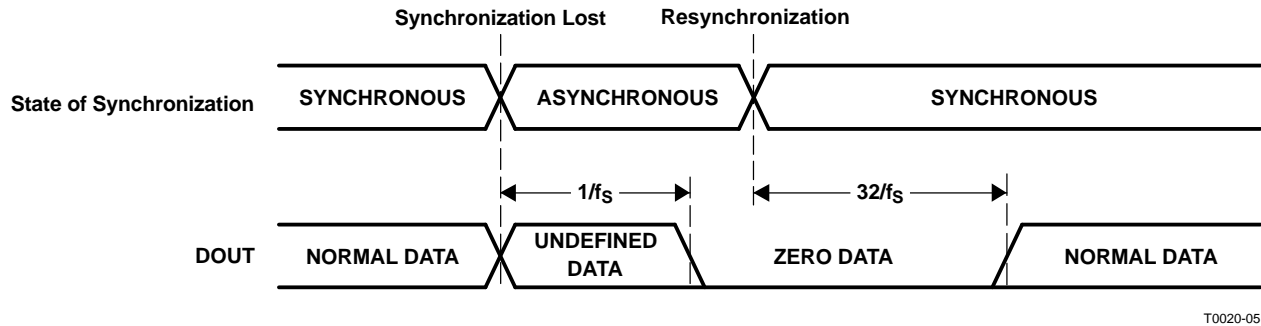 Synchronization Lost Resynchronization
State of Synchronization SYNCHRONOUS ASYNCHRONOUS SYNCHRONOUS
1/fS 32/fS
DOUT NORMAL DATA UNDEFINED
DATA ZERO DATA NORMAL DATA
T0020-05